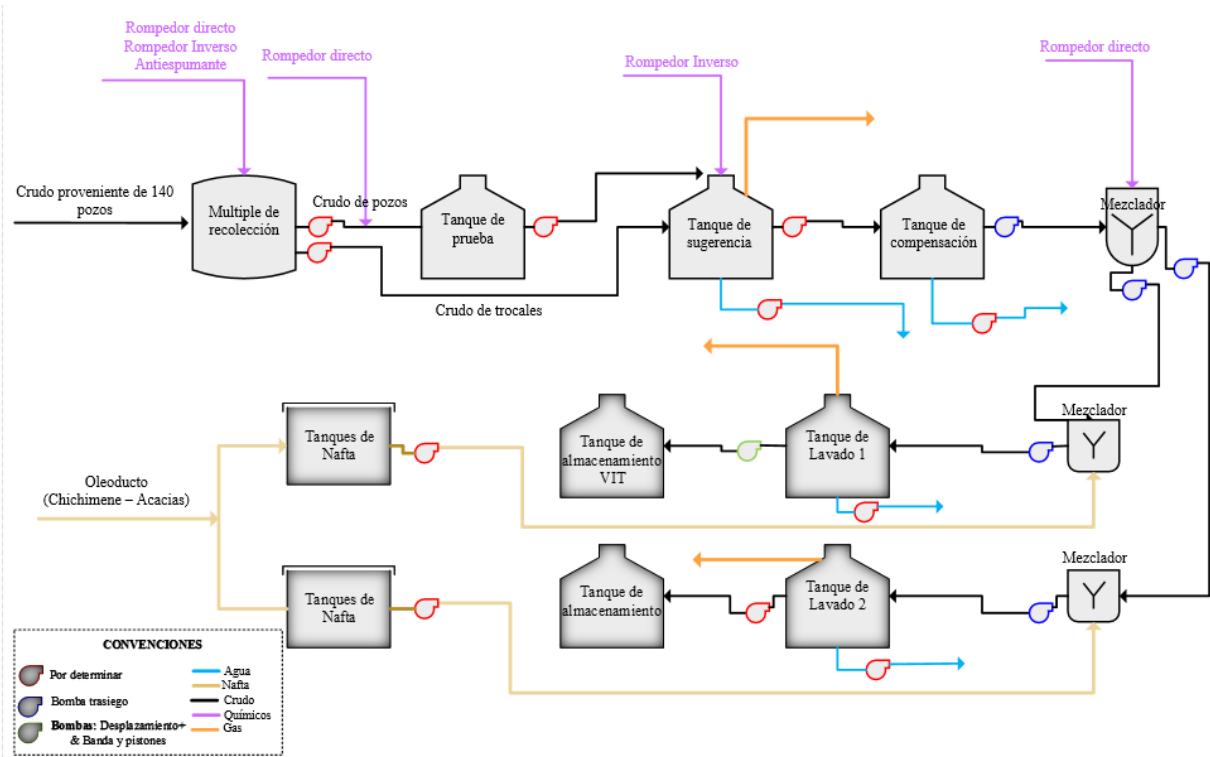 Rompedor directo
Rompedor Inverso
Antiespumante
Rompedor directo
Rompedor Inverso
Rompedor directo
Crudo proveniente de 140
pozos
Multiple de
recolección
Crudo de pozos
Tanque de
prueba
Crudo de trocales
Tanque de
sugerencia
Tanque de
compensación
Mezclador
Oleoducto
(Chichimene – Acacias)
Tanques de
Nafta
Tanque de
almacenamiento
VIT
Tanque de
Lavado 1
Mezclador
Tanques de
Nafta
Tanque de
almacenamiento
Tanque de
Lavado 2
Mezclador
CONVENCIONES
Por determinar
Bomba trasiego
Bombas: Desplazamiento+
& Banda y pistones
Agua
Nafta
Crudo
Químicos
Gas